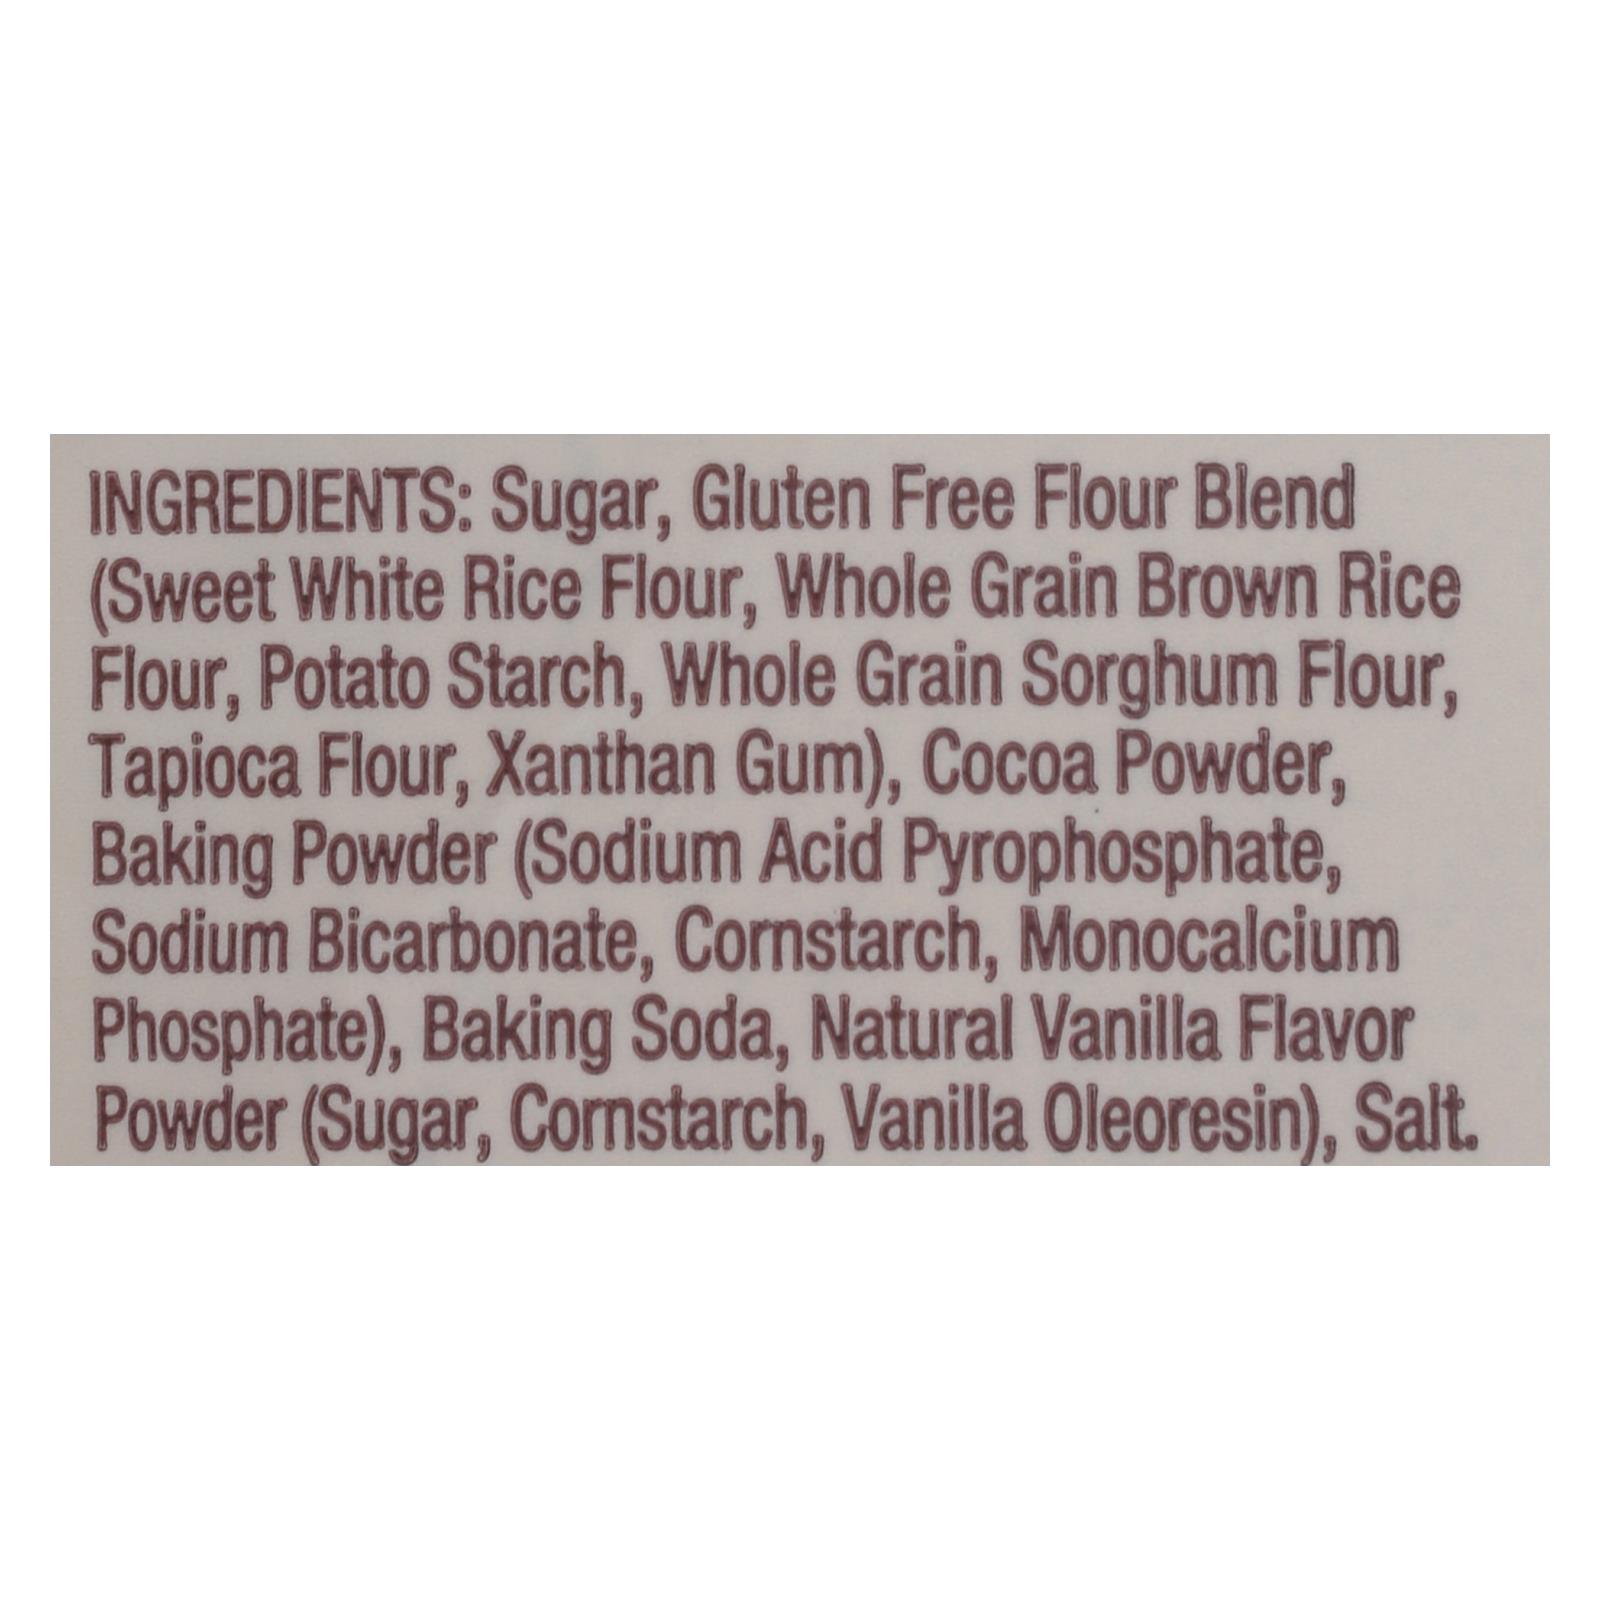 INGREDIENTS: Sugar, Gluten Free Flour Blend
(Sweet White Rice Flour, Whole Grain Brown Rice
Flour, Potato Starch, Whole Grain Sorghum Flour,
Tapioca Flour, Xanthan Gum), Cocoa Powder,
Baking Powder (Sodium Acid Pyrophosphate,
Sodium Bicarbonate, Cornstarch, Monocalcium
Phosphate), Baking Soda, Natural Vanilla Flavor
Powder (Sugar, Cornstarch, Vanilla Oleoresin), Salt.